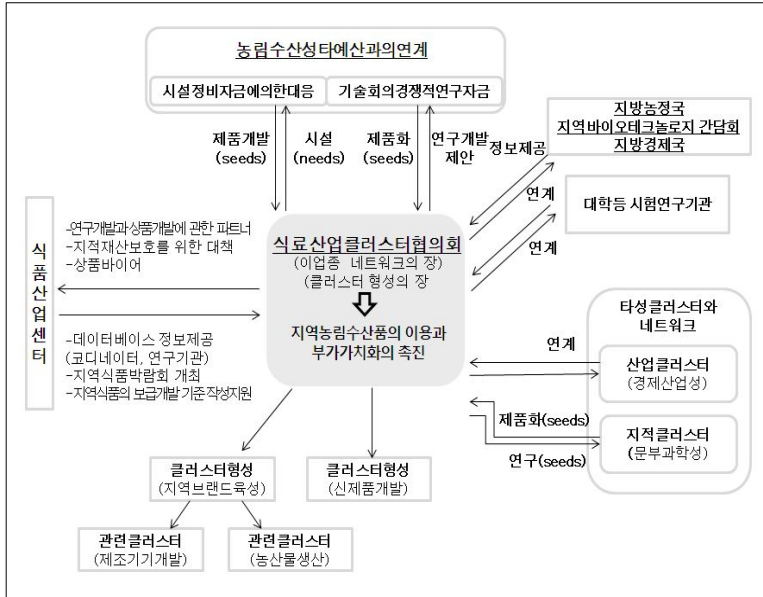 농림수산성타예산과의연계
시설정비자금에의한대응
기술회의경쟁적연구자금
제품개발
(seeds)
시설
(needs)
제품화
(seeds)
연구개발
제안
정보제공
지방농정국
지역바이오테크놀로지 간담회
지방경제국
연계
대학등 시험연구기관
연계
식품산업센터
-연구개발과상품개발에 관한 파트너
-지적재산보호를 위한 대책
-상품바이어
-데이터베이스 정보제공
(코디네이터, 연구기관)
-지역식품박람회 개최
-지역식품의 보급개발 기준작성지원
식료산업클러스터협의회
(이업종 네트워크의 장)
(클러스터 형성의 장
지역농림수산품의 이용과
부가가치화의 촉진
타성클러스터와
네트워크
연계
산업클러스터
(경제산업성)
제품화(seeds)
지적클러스터
(문부과학성)
연구(seeds)
클러스터형성
(지역브랜드육성)
클러스터형성
(신제품개발)
관련클러스터
(제조기기개발)
관련클러스터
(농산물생산)